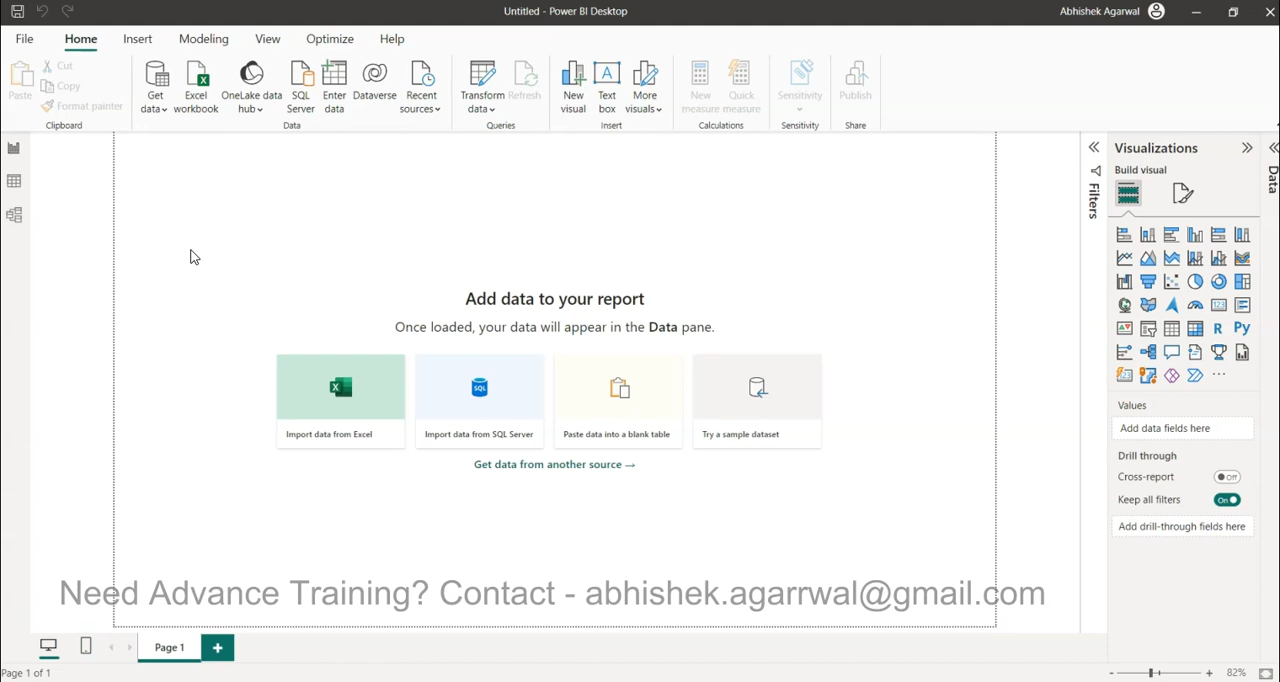 Untitled - Power BI Desktop
Abhishek Agarwal
File
Home
Insert
Modeling
View
Optimize
Help
Paste
Cut
Copy
Format painter
Clipboard
Get
data
Excel
workbook
OneLake data
hub
SQL
Server
Enter
data
Dataverse
Recent
sources
Data
Transform
data
Refresh
Queries
New
visual
Text
box
More
visuals
Insert
New
measure
Quick
measure
Calculations
Sensitivity
Sensitivity
Publish
Share
Filters
Visualizations
Build visual
Data
R
Py
123
Values
Add data fields here
Drill through
Cross-report
Off
Keep all filters
On
Add drill-through fields here
Add data to your report
Once loaded, your data will appear in the Data pane.
SQL
Import data from Excel
Import data from SQL Server
Paste data into a blank table
Try a sample dataset
Get data from another source →
Need Advance Training? Contact - abhishek.agarrwal@gmail.com
Page 1
Page 1 of 1
82%